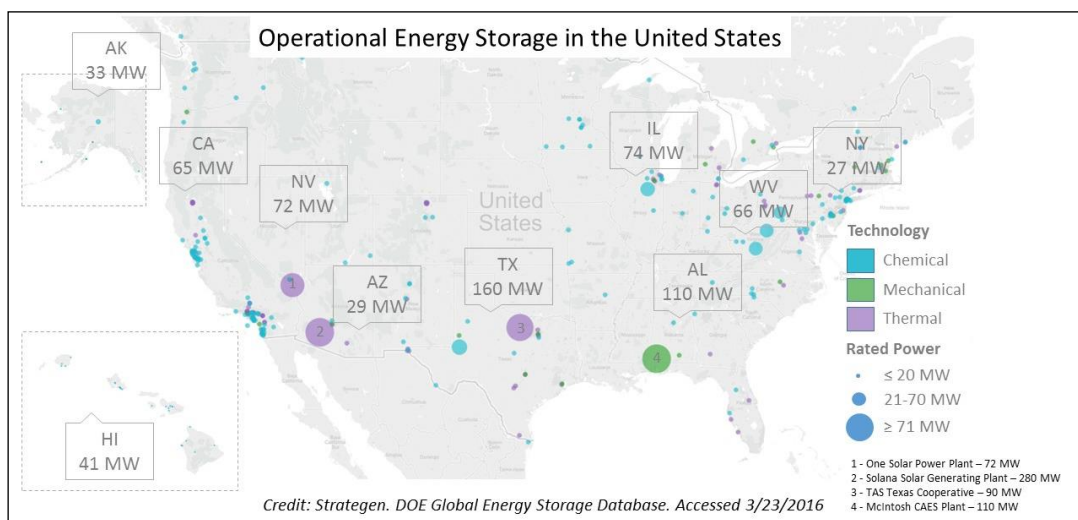 Operational Energy Storage in the United States
AK
33 MW
CA
65 MW
NV
72 MW
IL
74 MW
NY
27 MW
WV
66 MW
United
States
AZ
29 MW
TX
160 MW
AL
110 MW
HI
41 MW
1
2
3
4
Technology
Chemical
Mechanical
Thermal
Rated Power
≤ 20 MW
21-70 MW
≥ 71 MW
1 - One Solar Power Plant – 72 MW
2 - Solana Solar Generating Plant – 280 MW
3 - TAS Texas Cooperative – 90 MW
4 - McIntosh CAES Plant – 110 MW
Credit: Strategen. DOE Global Energy Storage Database. Accessed 3/23/2016